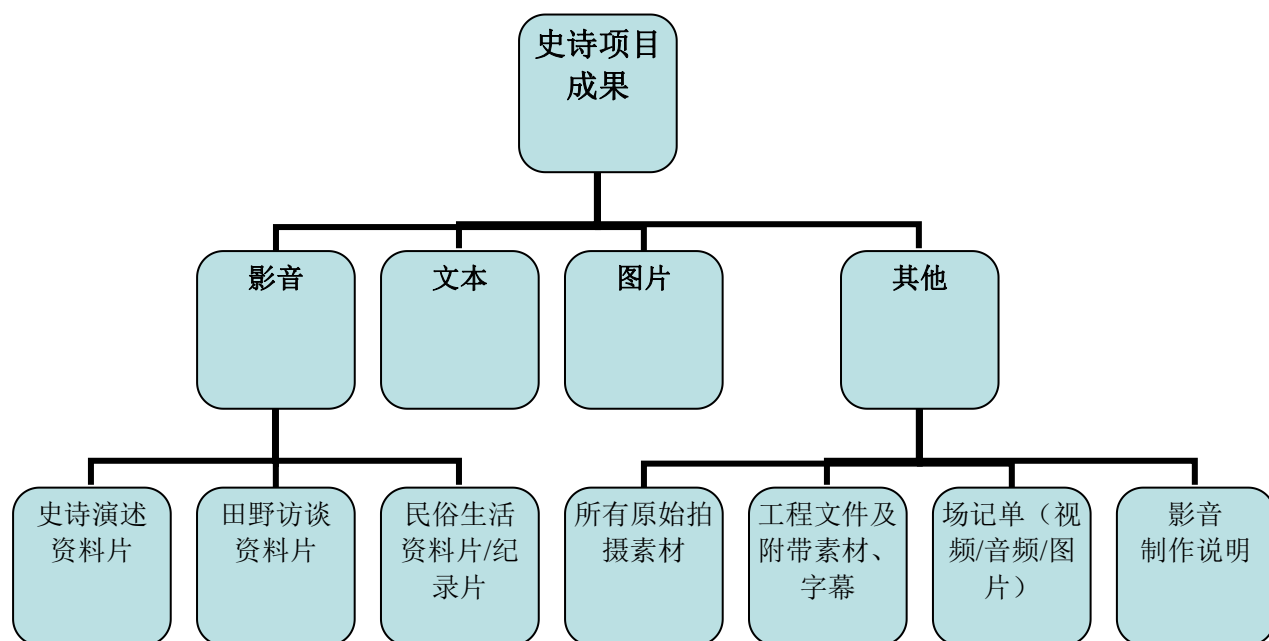 史诗项目
成果
影音
文本
图片
其他
史诗演述
资料片
田野访谈
资料片
民俗生活
资料片/纪
录片
所有原始拍
摄素材
工程文件及
附带素材、
字幕
场记单（视
频/音频/图
片）
影音
制作说明